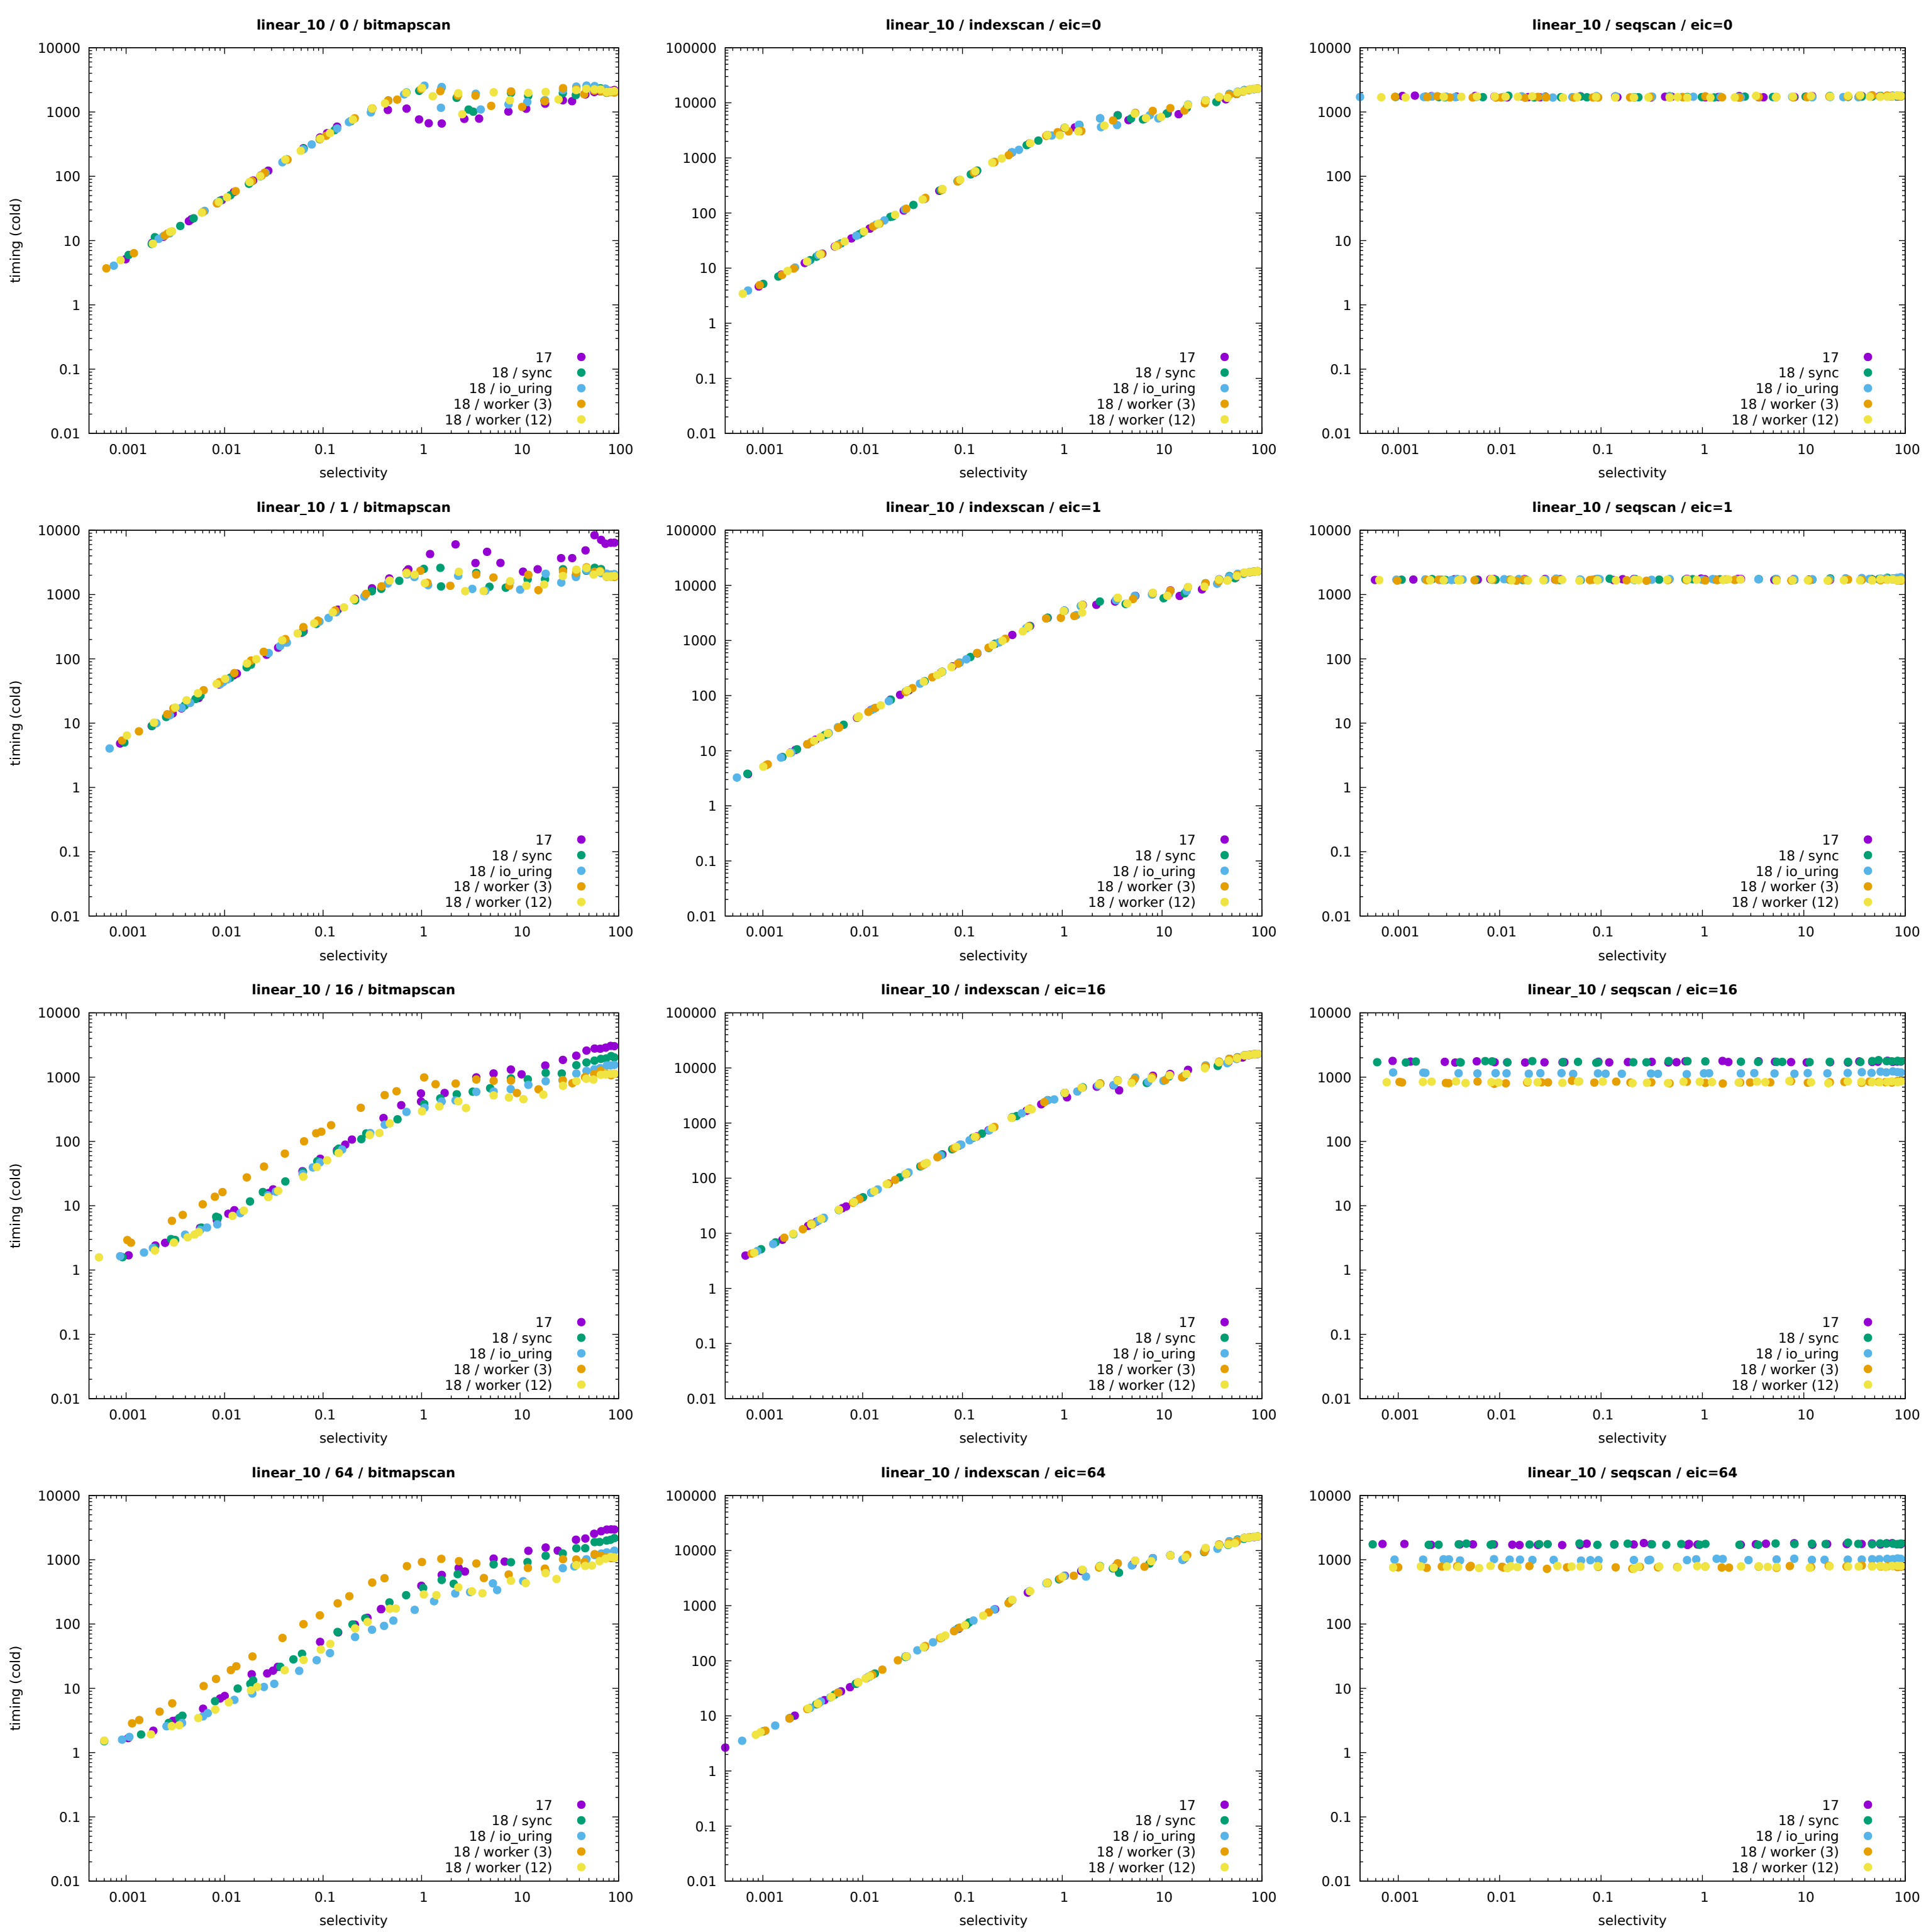 linear_10 / 0 / bitmapscan
10000
1000
100
10
1
0.1
0.01
timing (cold)
17
18 / sync
18 / io_uring
18 / worker (3)
18 / worker (12)
0.001 0.01 0.1 1 10 100
selectivity
linear_10 / indexscan / eic=0
100000
10000
1000
100
10
1
0.1
0.01
17
18 / sync
18 / io_uring
18 / worker (3)
18 / worker (12)
0.001 0.01 0.1 1 10 100
selectivity
linear_10 / seqscan / eic=0
10000
1000
100
10
1
0.1
0.01
17
18 / sync
18 / io_uring
18 / worker (3)
18 / worker (12)
0.001 0.01 0.1 1 10 100
selectivity
linear_10 / 1 / bitmapscan
10000
1000
100
10
1
0.1
0.01
timing (cold)
17
18 / sync
18 / io_uring
18 / worker (3)
18 / worker (12)
0.001 0.01 0.1 1 10 100
selectivity
linear_10 / indexscan / eic=1
100000
10000
1000
100
10
1
0.1
0.01
17
18 / sync
18 / io_uring
18 / worker (3)
18 / worker (12)
0.001 0.01 0.1 1 10 100
selectivity
linear_10 / seqscan / eic=1
10000
1000
100
10
1
0.1
0.01
17
18 / sync
18 / io_uring
18 / worker (3)
18 / worker (12)
0.001 0.01 0.1 1 10 100
selectivity
linear_10 / 16 / bitmapscan
10000
1000
100
10
1
0.1
0.01
timing (cold)
17
18 / sync
18 / io_uring
18 / worker (3)
18 / worker (12)
0.001 0.01 0.1 1 10 100
selectivity
linear_10 / indexscan / eic=16
100000
10000
1000
100
10
1
0.1
0.01
17
18 / sync
18 / io_uring
18 / worker (3)
18 / worker (12)
0.001 0.01 0.1 1 10 100
selectivity
linear_10 / seqscan / eic=16
10000
1000
100
10
1
0.1
0.01
17
18 / sync
18 / io_uring
18 / worker (3)
18 / worker (12)
0.001 0.01 0.1 1 10 100
selectivity
linear_10 / 64 / bitmapscan
10000
1000
100
10
1
0.1
0.01
timing (cold)
17
18 / sync
18 / io_uring
18 / worker (3)
18 / worker (12)
0.001 0.01 0.1 1 10 100
selectivity
linear_10 / indexscan / eic=64
100000
10000
1000
100
10
1
0.1
0.01
17
18 / sync
18 / io_uring
18 / worker (3)
18 / worker (12)
0.001 0.01 0.1 1 10 100
selectivity
linear_10 / seqscan / eic=64
10000
1000
100
10
1
0.1
0.01
17
18 / sync
18 / io_uring
18 / worker (3)
18 / worker (12)
0.001 0.01 0.1 1 10 100
selectivity